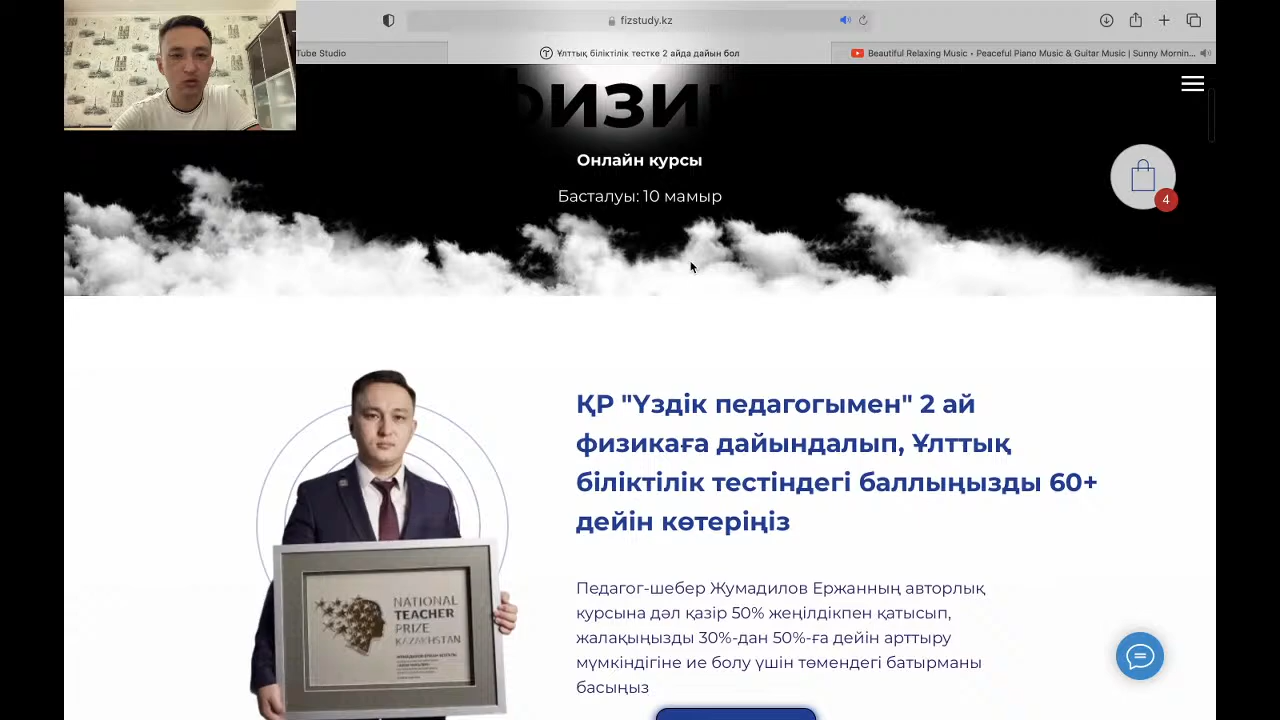 fizstudy.kz
Tube Studio
Ұлттық біліктілік тестке 2 айда дайын бол
Beautiful Relaxing Music • Peaceful Piano Music & Guitar Music | Sunny Mornin...
физик
Онлайн курсы
Басталуы: 10 мамыр
4
ҚР "Үздік педагогымен" 2 ай
физикаға дайындалып, Ұлттық
біліктілік тестіндегі баллыңызды 60+
дейін көтеріңіз
Педагог-шебер Жумадилов Ержанның авторлық
курсына дәл қазір 50% жеңілдікпен қатысып,
жалақыңызды 30%-дан 50%-ға дейін арттыру
мүмкіндігіне ие болу үшін төмендегі батырманы
басыңыз
NATIONAL
TEACHER
PRIZE
KAZAKHSTAN